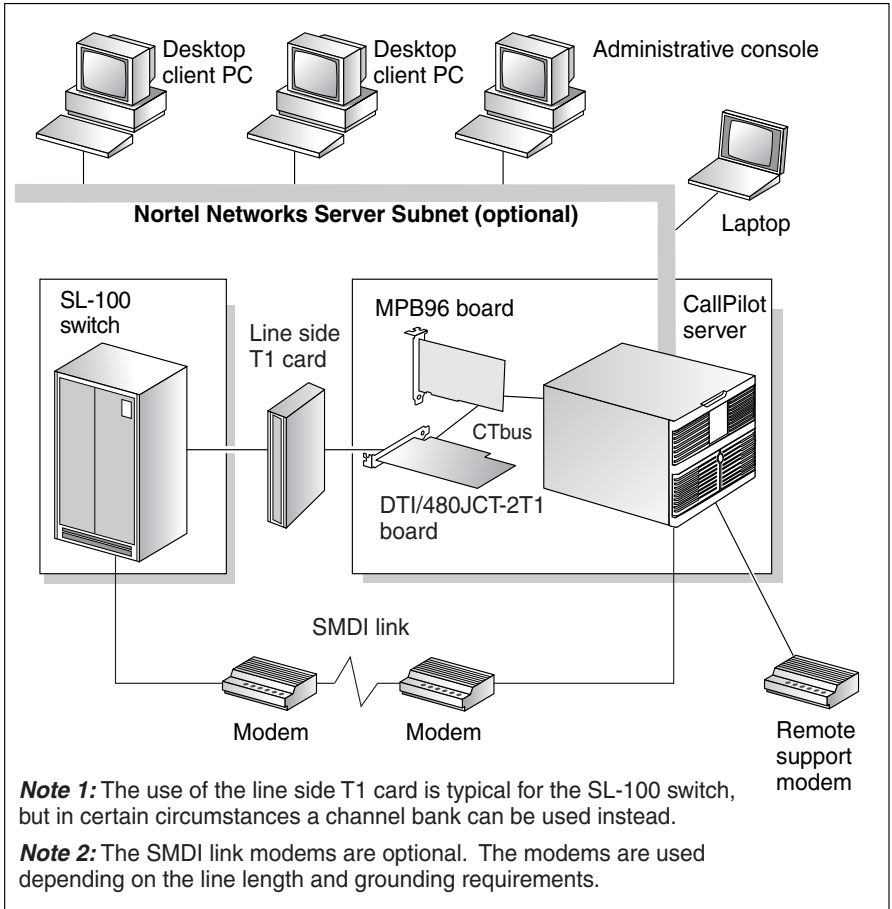 Desktop
client PC
Desktop
client PC
Administrative console
Nortel Networks Server Subnet (optional)
Laptop
SL-100
switch
Line side
T1 card
MPB96 board
CallPilot
server
CTbus
DTI/480JCT-2T1
board
SMDI link
Modem
Modem
Remote
support
modem
Note 1: The use of the line side T1 card is typical for the SL-100 switch,
but in certain circumstances a channel bank can be used instead.
Note 2: The SMDI link modems are optional. The modems are used
depending on the line length and grounding requirements.